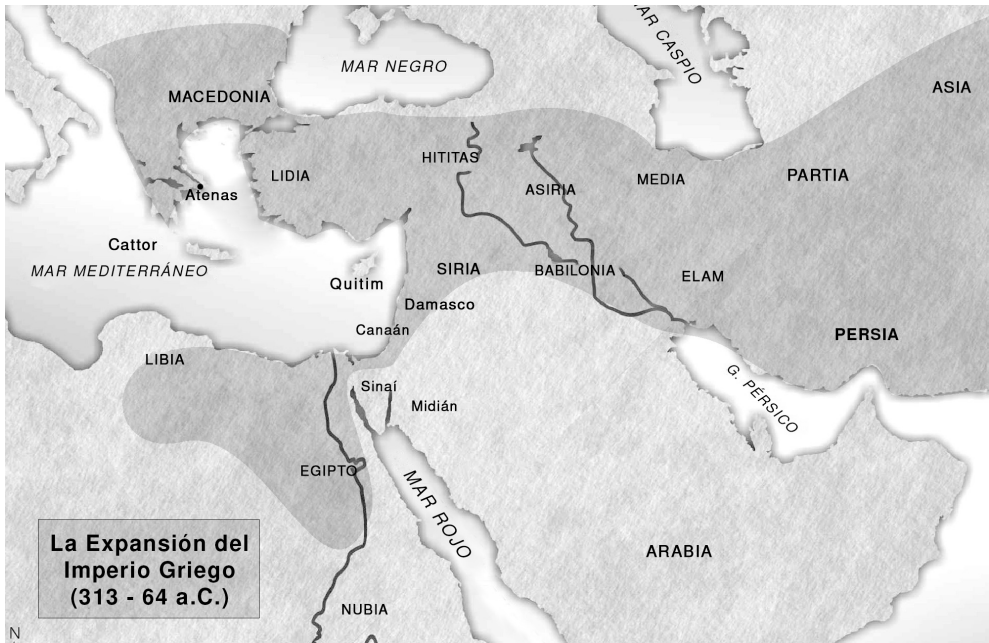 MAR NEGRO
MAR CASPIO
ASIA
MACEDONIA
HITITAS
LIDIA
ASIRIA
MEDIA
PARTIA
Atenas
Cattor
MAR MEDITERRÁNEO
Quitim
SIRIA
BABILONIA
ELAM
Damasco
Canaán
PERSIA
LIBIA
Sinaí
Midián
G. PÉRSICO
EGIPTO
MAR ROJO
ARABIA
La Expansión del
Imperio Griego
(313 - 64 a.C.)
NUBIA
N